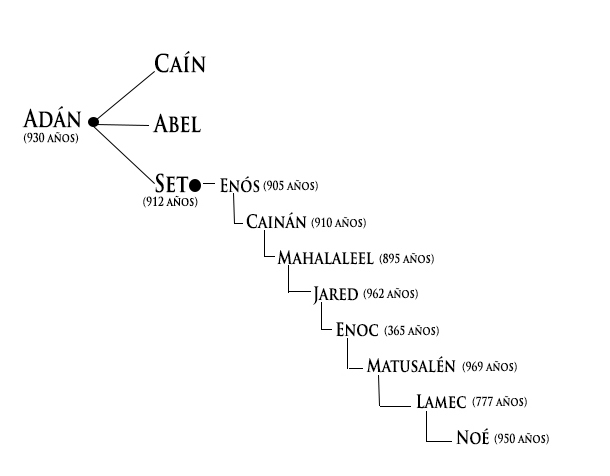 CAÍN
ADÁN
(930 AÑOS)
ABEL
SET
(912 AÑOS)
ENÓS (905 AÑOS)
CAINÁN (910 AÑOS)
MAHALALEEL (895 AÑOS)
JARED (962 AÑOS)
ENOC (365 AÑOS)
MATUSALÉN (969 AÑOS)
LAMEC (777 AÑOS)
NOÉ (950 AÑOS)